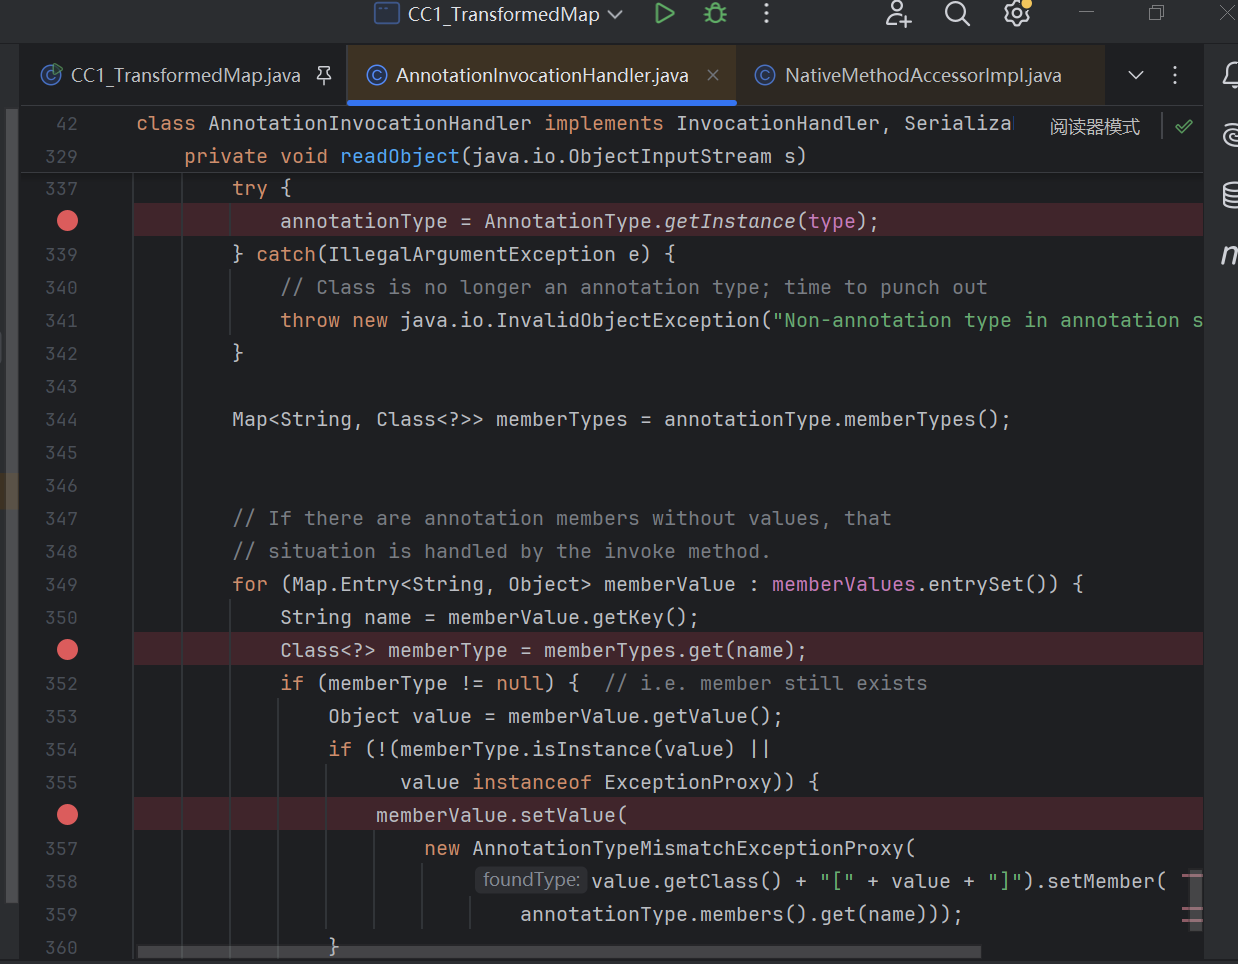 CC1_TransformedMap
CC1_TransformedMap.java
AnnotationInvocationHandler.java
NativeMethodAccessorImpl.java
42 class AnnotationInvocationHandler implements InvocationHandler, Serializa
阅读器模式
329 private void readObject(java.io.ObjectInputStream s)
337 try {
annotationType = AnnotationType.getInstance(type);
339 } catch(IllegalArgumentException e) {
340 // Class is no longer an annotation type; time to punch out
341 throw new java.io.InvalidObjectException("Non-annotation type in annotation s
342 }
343
344 Map<String, Class<?>> memberTypes = annotationType.memberTypes();
345
346
347 // If there are annotation members without values, that
348 // situation is handled by the invoke method.
349 for (Map.Entry<String, Object> memberValue : memberValues.entrySet()) {
350 String name = memberValue.getKey();
Class<?> memberType = memberTypes.get(name);
352 if (memberType != null) { // i.e. member still exists
353 Object value = memberValue.getValue();
354 if (!(memberType.isInstance(value) ||
355 value instanceof ExceptionProxy)) {
memberValue.setValue(
357 new AnnotationTypeMismatchExceptionProxy(
358 foundType: value.getClass() + "[" + value + "]").setMember(
359 annotationType.members().get(name)));
360 }